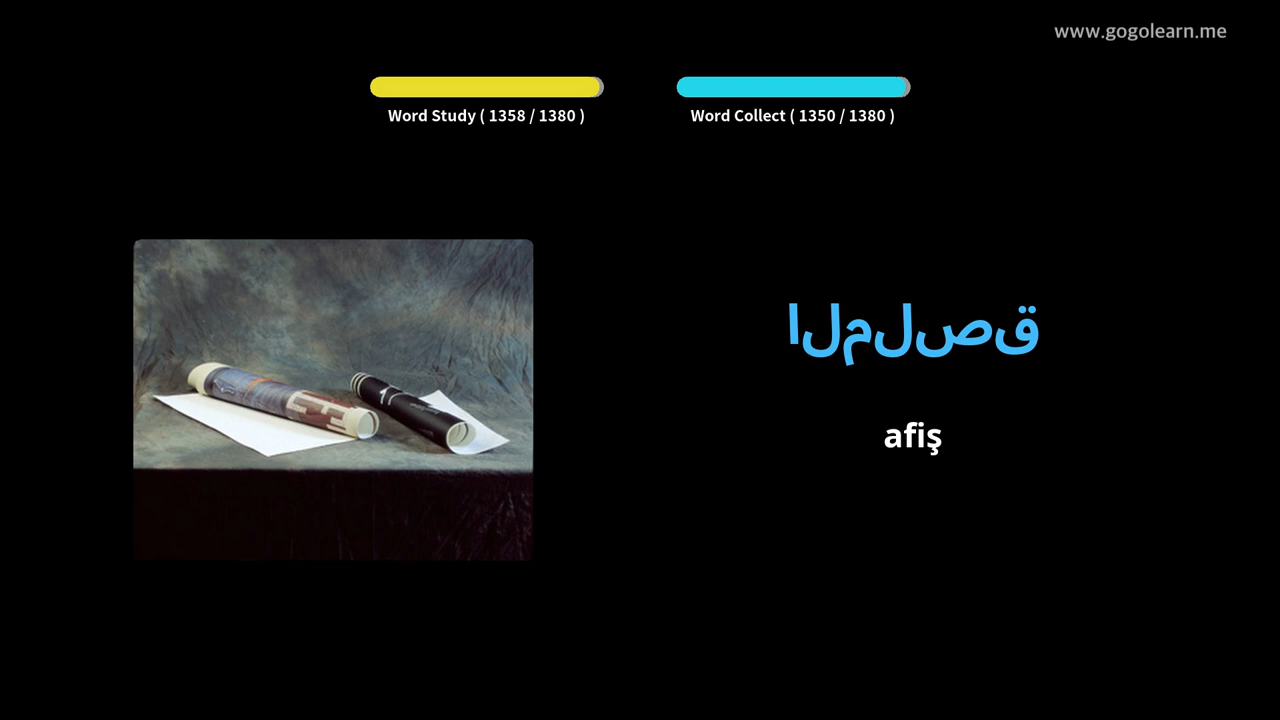 www.gogolearn.me
Word Study ( 1358 / 1380 )
Word Collect ( 1350 / 1380 )
الملصق
afiş